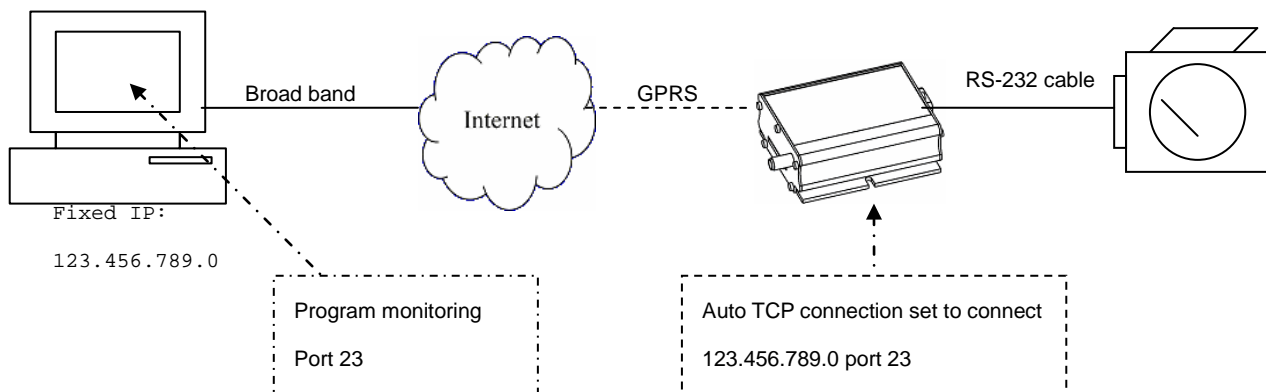 Broad band
Internet
GPRS
RS-232 cable
Fixed IP:
123.456.789.0
Program monitoring
Port 23
Auto TCP connection set to connect
123.456.789.0 port 23